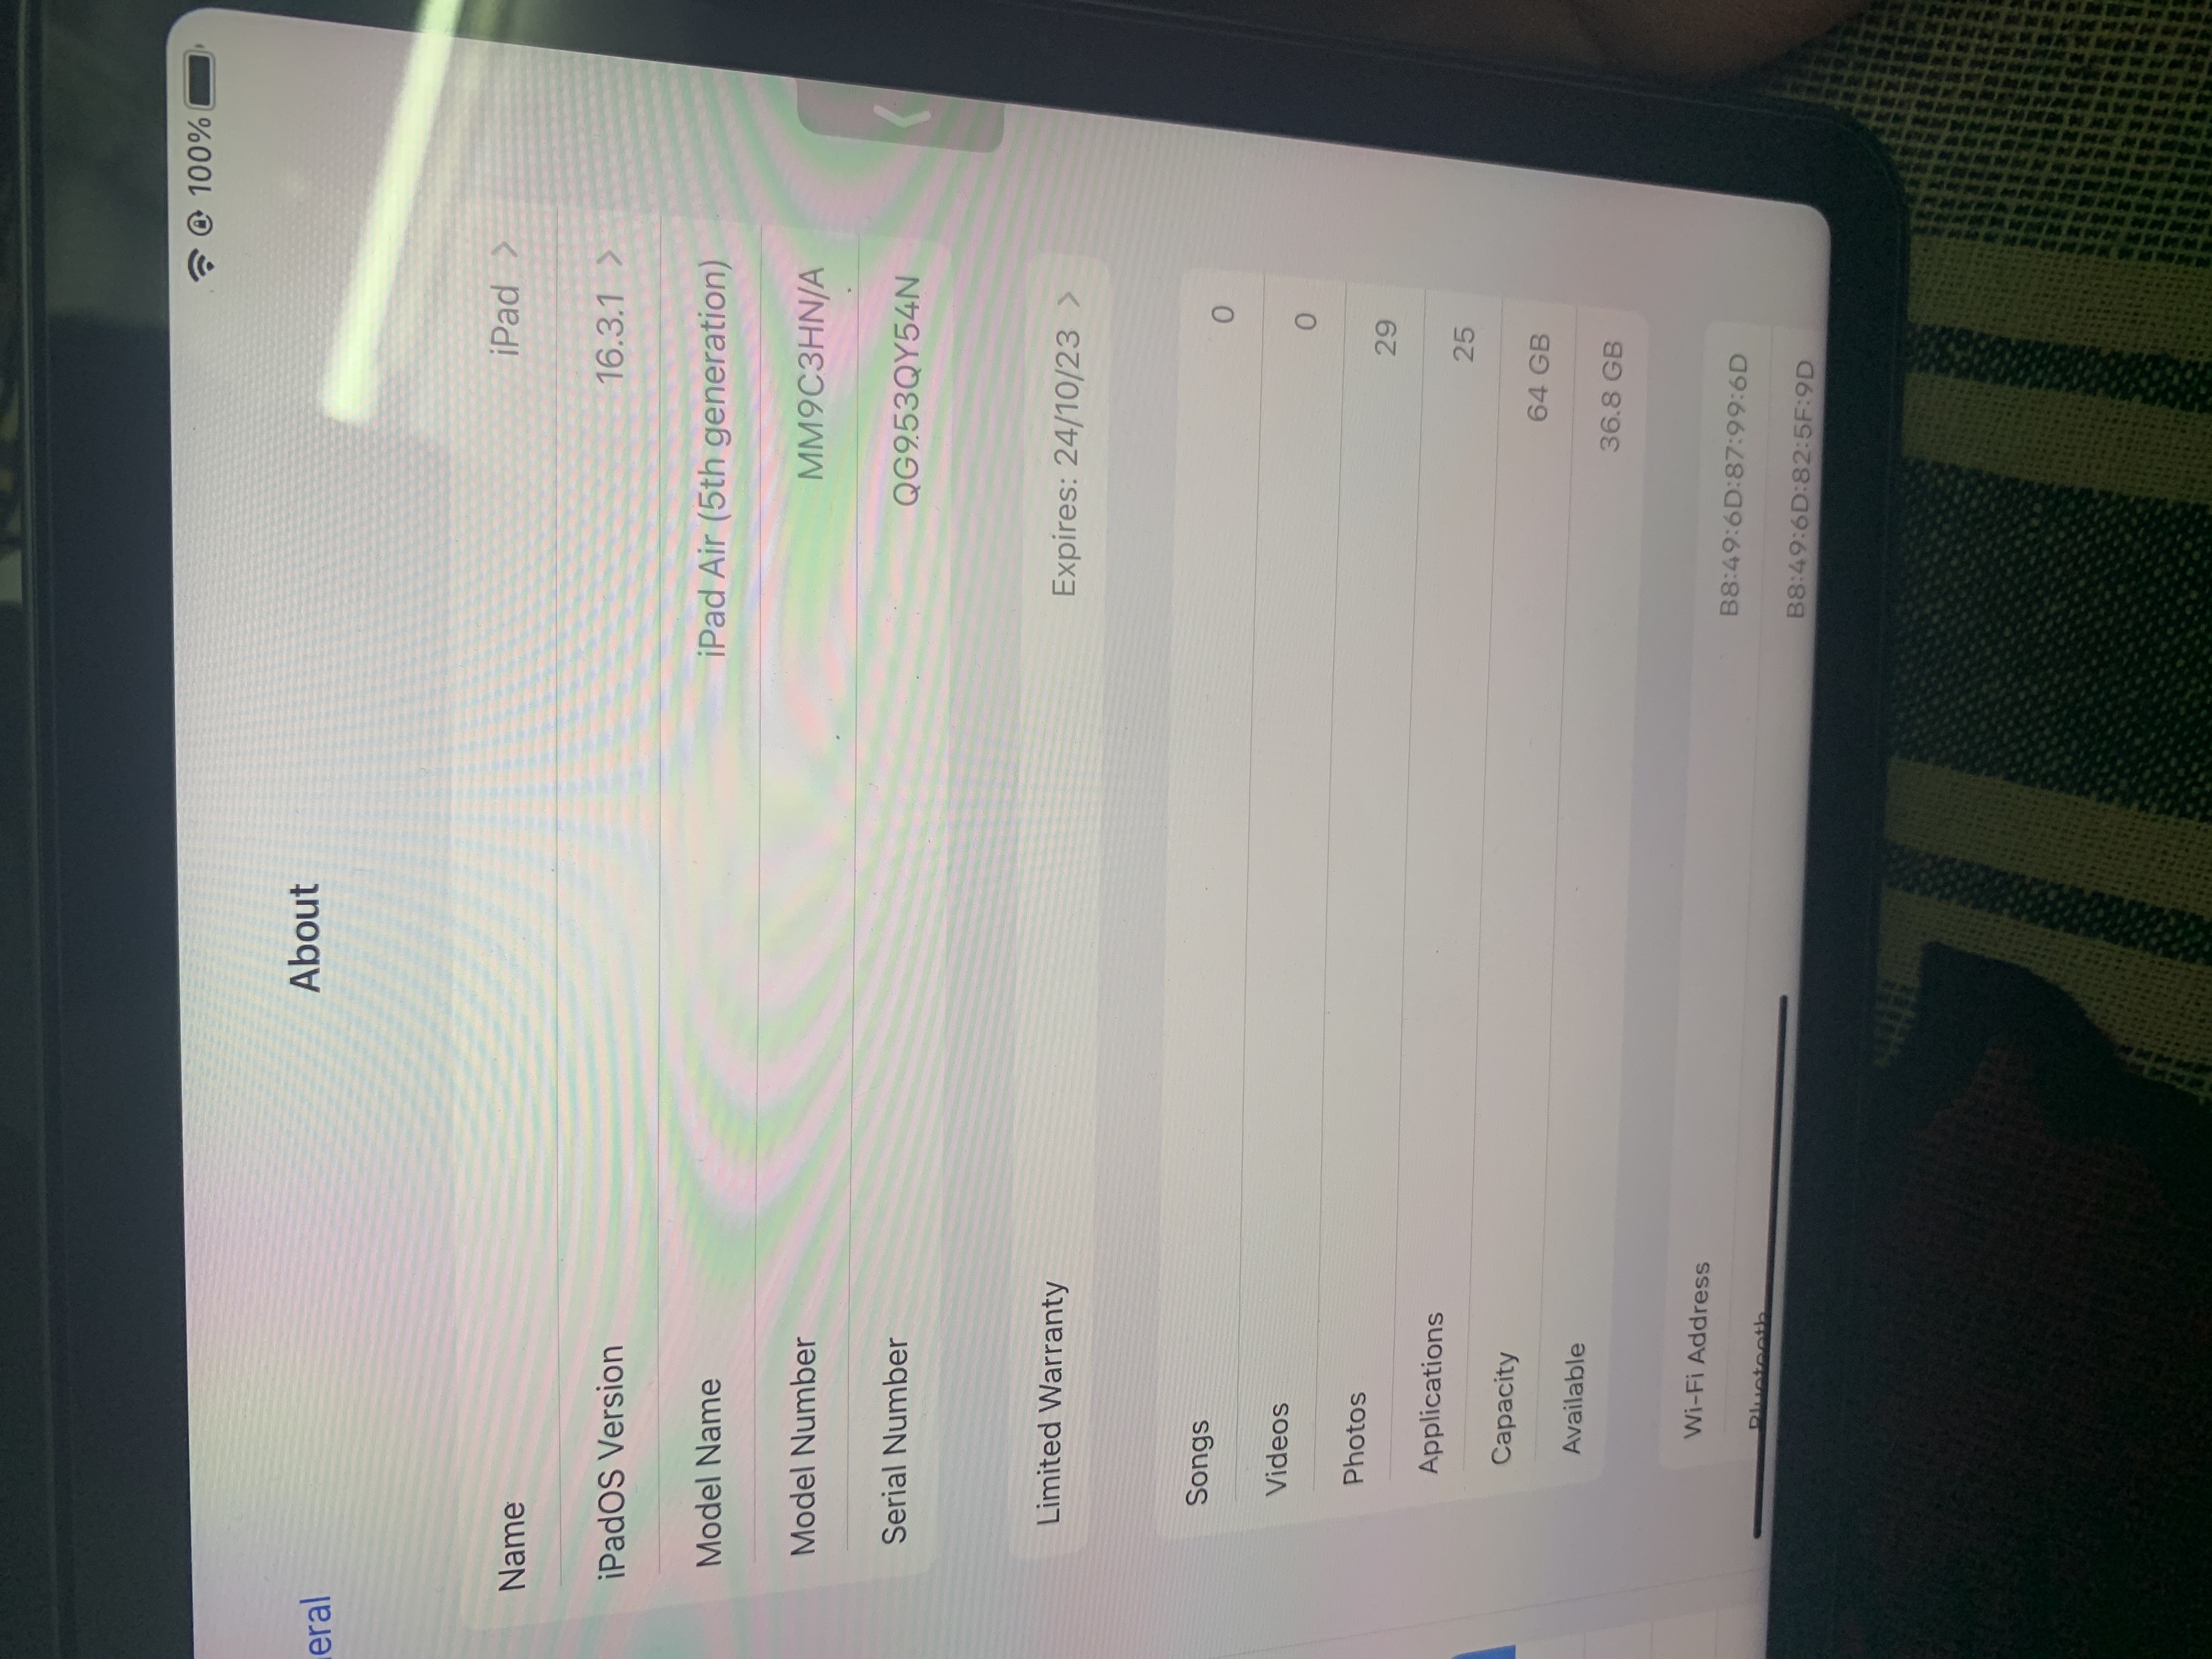 100%
eral
About
Name iPad
iPadOS Version 16.3.1
Model Name iPad Air (5th generation)
Model Number MM9C3HN/A
Serial Number QG953QY54N
Limited Warranty Expires: 24/10/23
Songs 0
Videos 0
Photos 29
Applications 25
Capacity 64 GB
Available 36.8 GB
Wi-Fi Address B8:49:6D:87:99:6D
Bluetooth B8:49:6D:82:5F:9D